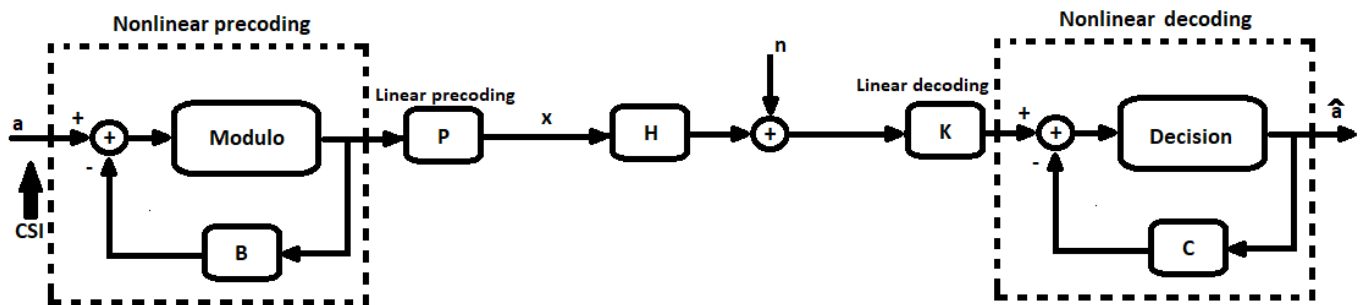 Nonlinear precoding
Nonlinear decoding
n
Linear precoding
Linear decoding
a
+
+
-
Modulo
P
x
H
+
K
+
+
-
Decision
â
CSI
B
C